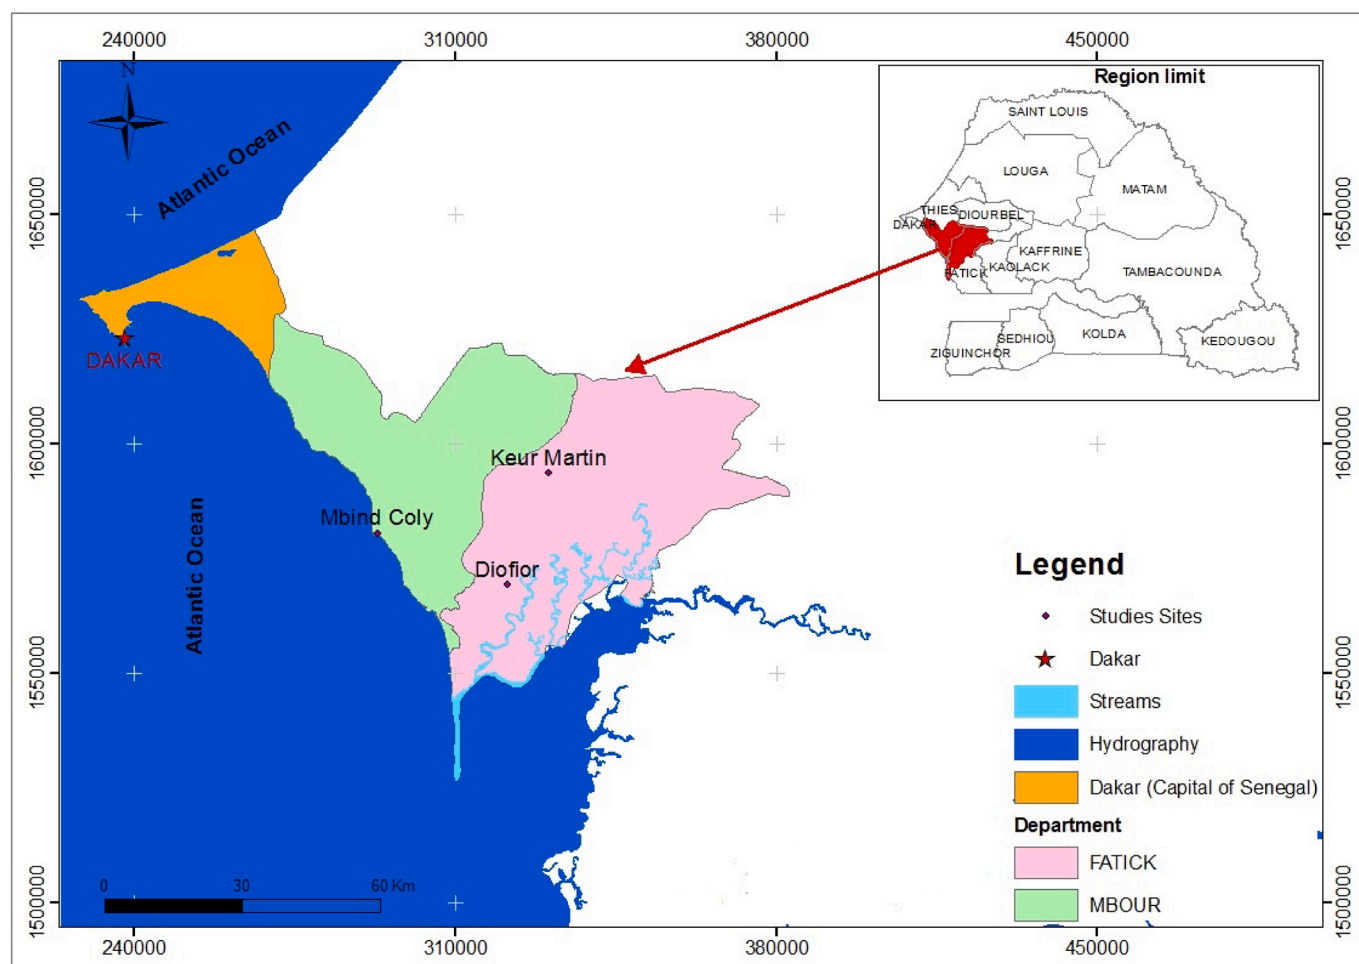 240000 310000 380000 450000
N
Atlantic Ocean
Region limit
SAINT LOUIS
LOUGA
MATAM
THIES
DIOURBEL
DAKAR
KAFFRINE
KAOLACK
FATICK
TAMBACOUNDA
KOLDA
SEDHIOU
ZIGUINCHOR
KEDOUGOU
1650000 1650000
DAKAR
1600000 1600000
Keur Martin
Mbind Coly
Diofior
Atlantic Ocean
1550000 1550000
Legend
Studies Sites
Dakar
Streams
Hydrography
Dakar (Capital of Senegal)
Department
FATICK
MBOUR
0 30 60 Km
1500000 1500000
240000 310000 380000 450000